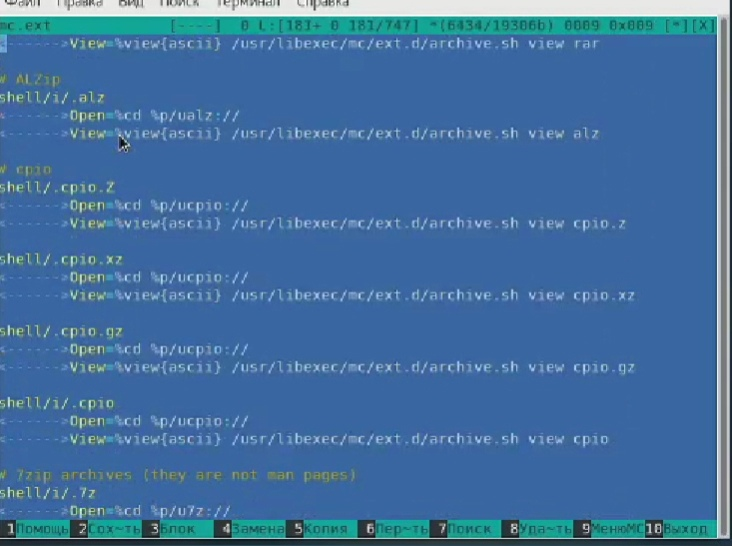 Файл Правка Вид Поиск Терминал Справка
mc.ext [----] 0 L:[181+ 0 181/747] *(6434/19306b) 0009 0x009 [*][X]
<------>View=%view{ascii} /usr/libexec/mc/ext.d/archive.sh view rar
# ALZip
shell/i/.alz
<------>Open=%cd %p/ualz://
<------>View=%view{ascii} /usr/libexec/mc/ext.d/archive.sh view alz
# cpio
shell/.cpio.Z
<------>Open=%cd %p/ucpio://
<------>View=%view{ascii} /usr/libexec/mc/ext.d/archive.sh view cpio.z
shell/.cpio.xz
<------>Open=%cd %p/ucpio://
<------>View=%view{ascii} /usr/libexec/mc/ext.d/archive.sh view cpio.xz
shell/.cpio.gz
<------>Open=%cd %p/ucpio://
<------>View=%view{ascii} /usr/libexec/mc/ext.d/archive.sh view cpio.gz
shell/i/.cpio
<------>Open=%cd %p/ucpio://
<------>View=%view{ascii} /usr/libexec/mc/ext.d/archive.sh view cpio
# 7zip archives (they are not man pages)
shell/i/.7z
<------>Open=%cd %p/u7z://
1Помощь 2Сох~ть 3Блок 4Замена 5Копия 6Пер~ть 7Поиск 8Уда~ть 9МенюMC 10Выход